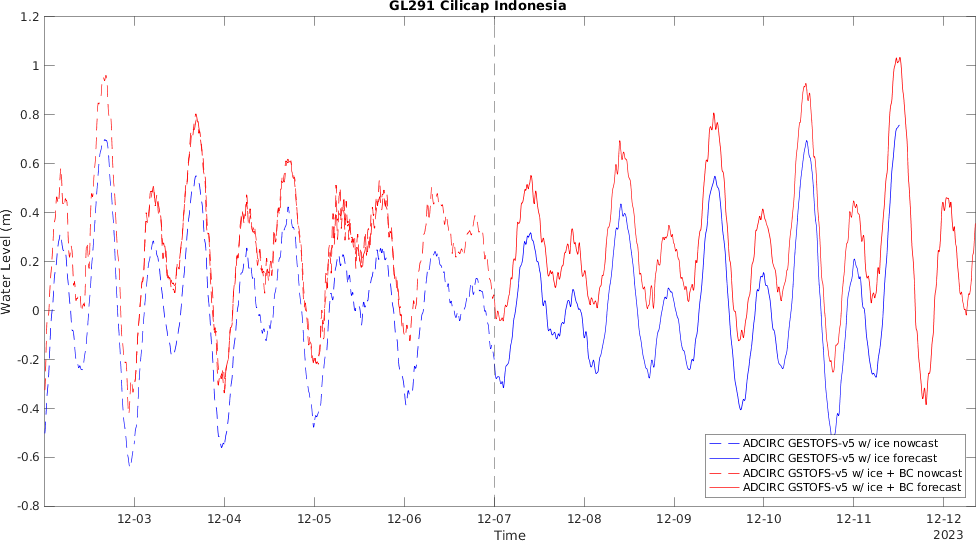 GL291 Cilicap Indonesia
1.2
1
0.8
0.6
0.4
0.2
0
-0.2
-0.4
-0.6
-0.8
Water Level (m)
ADCIRC GESTOFS-v5 w/ ice nowcast
ADCIRC GESTOFS-v5 w/ ice forecast
ADCIRC GSTOFS-v5 w/ ice + BC nowcast
ADCIRC GSTOFS-v5 w/ ice + BC forecast
12-03 12-04 12-05 12-06 12-07 12-08 12-09 12-10 12-11 12-12
Time
2023